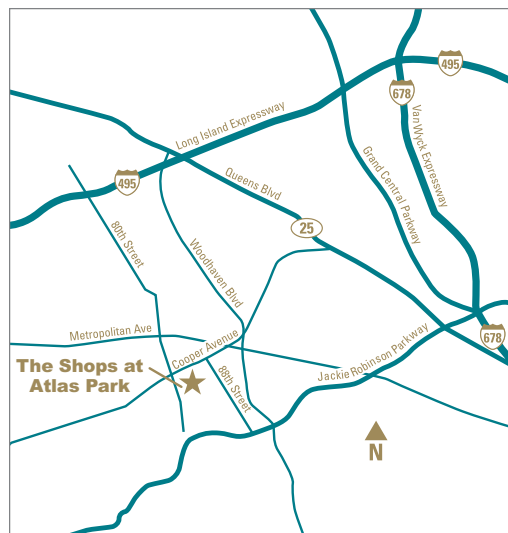 495
678
Long Island Expressway
Van Wyck Expressway
Grand Central Parkway
495
Queens Blvd
80th Street
25
Woodhaven Blvd
Metropolitan Ave
Cooper Avenue
Jackie Robinson Parkway
678
The Shops at
Atlas Park
88th Street
N